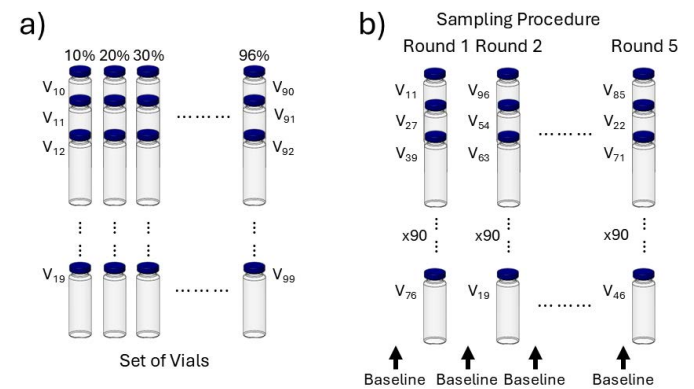 a)
10% 20% 30% 96%
V10 V90
V11 V91
V12 V92
V19 V99
Set of Vials
b)
Sampling Procedure
Round 1 Round 2 Round 5
V11 V96 V85
V27 V54 V22
V39 V63 V71
x90 x90 x90
V76 V19 V46
Baseline Baseline Baseline Baseline